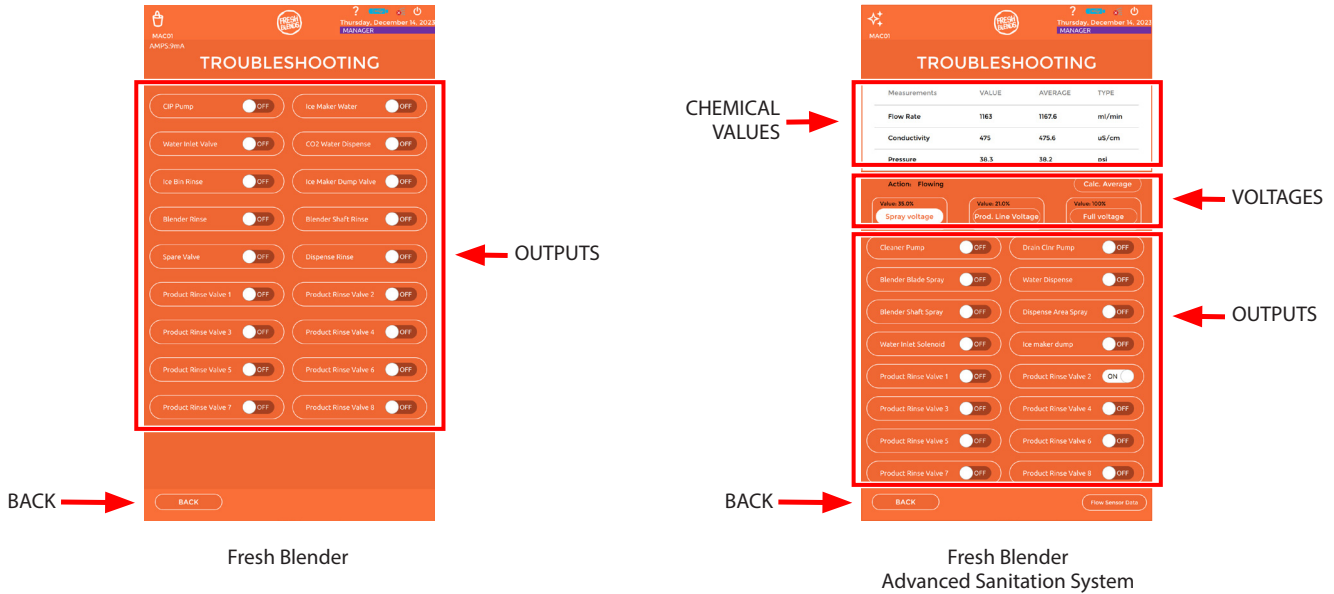 MAC01
FRESH
BLENDS
?
Thursday, December 14, 2023
MANAGER
AMPS:9mA
TROUBLESHOOTING
CIP Pump OFF Ice Maker Water OFF
Water Inlet Valve OFF CO2 Water Dispense OFF
Ice Bin Rinse OFF Ice Maker Dump Valve OFF
Blender Rinse OFF Blender Shaft Rinse OFF
Spare Valve OFF Dispense Rinse OFF
Product Rinse Valve 1 OFF Product Rinse Valve 2 OFF
Product Rinse Valve 3 OFF Product Rinse Valve 4 OFF
Product Rinse Valve 5 OFF Product Rinse Valve 6 OFF
Product Rinse Valve 7 OFF Product Rinse Valve 8 OFF
OUTPUTS
BACK
BACK
Fresh Blender
MAC01
FRESH
BLENDS
?
Thursday, December 14, 2023
MANAGER
TROUBLESHOOTING
CHEMICAL
VALUES
Measurements VALUE AVERAGE TYPE
Flow Rate 1163 1167.6 ml/min
Conductivity 475 475.6 uS/cm
Pressure 38.3 38.2 psi
Action: Flowing Calc. Average
Value: 35.0% Value: 21.0% Value: 100%
Spray voltage Prod. Line Voltage Full voltage
VOLTAGES
Cleaner Pump OFF Drain Clnr Pump OFF
Blender Blade Spray OFF Water Dispense OFF
Blender Shaft Spray OFF Dispense Area Spray OFF
Water Inlet Solenoid OFF Ice maker dump OFF
Product Rinse Valve 1 OFF Product Rinse Valve 2 ON
Product Rinse Valve 3 OFF Product Rinse Valve 4 OFF
Product Rinse Valve 5 OFF Product Rinse Valve 6 OFF
Product Rinse Valve 7 OFF Product Rinse Valve 8 OFF
OUTPUTS
BACK
BACK Flow Sensor Data
Fresh Blender
Advanced Sanitation System